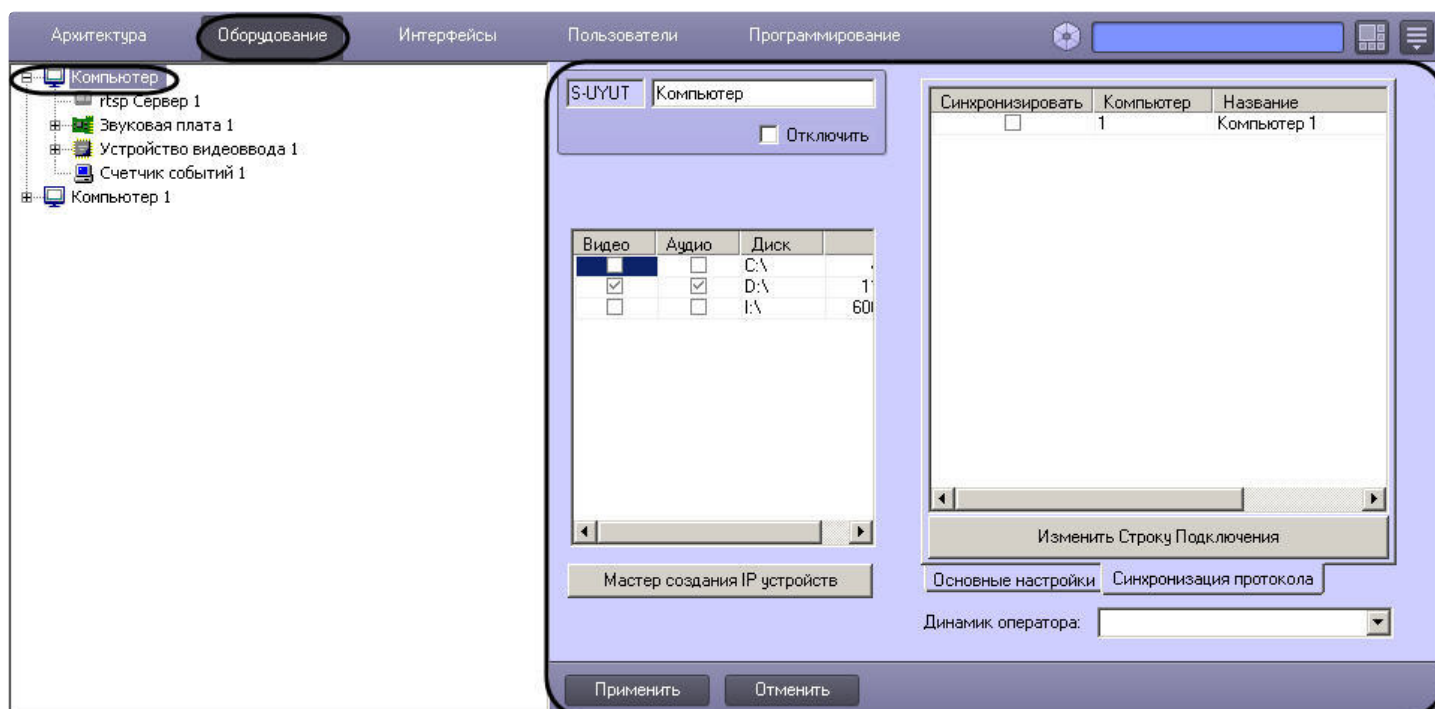 Архитектура Оборудование Интерфейсы Пользователи Программирование
Компьютер
rtsp Сервер 1
Звуковая плата 1
Устройство видеоввода 1
Счетчик событий 1
Компьютер 1
S-UYUT Компьютер
Отключить
Видео Аудио Диск
C:\
D:\ 11
I:\ 600
Мастер создания IP устройств
Синхронизировать Компьютер Название
1 Компьютер 1
Изменить Строку Подключения
Основные настройки Синхронизация протокола
Динамик оператора:
Применить Отменить